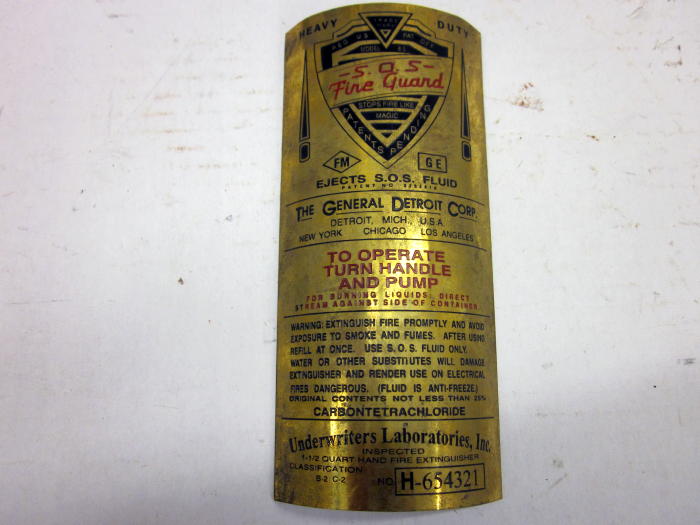 HEAVY DUTY
TRADE
REG US PAT OFF
MODEL
-S.O.S-
Fire Guard
STOPS FIRE LIKE
MAGIC
PATENTS PENDING
FM GE
EJECTS S.O.S. FLUID
PATENT NO.
THE GENERAL DETROIT CORP.
DETROIT, MICH., U.S.A.
NEW YORK CHICAGO LOS ANGELES
TO OPERATE
TURN HANDLE
AND PUMP
FOR BURNING LIQUIDS: DIRECT
STREAM AGAINST SIDE OF CONTAINER
WARNING: EXTINGUISH FIRE PROMPTLY AND AVOID
EXPOSURE TO SMOKE AND FUMES. AFTER USING
REFILL AT ONCE. USE S.O.S. FLUID ONLY.
WATER OR OTHER SUBSTITUTES WILL DAMAGE
EXTINGUISHER AND RENDER USE ON ELECTRICAL
FIRES DANGEROUS. (FLUID IS ANTI-FREEZE)
ORIGINAL CONTENTS NOT LESS THAN 25%
CARBONTETRACHLORIDE
Underwriters Laboratories, Inc.
INSPECTED
1-1/2 QUART HAND FIRE EXTINGUISHER
CLASSIFICATION
B-2 C-2 NO. H-654321